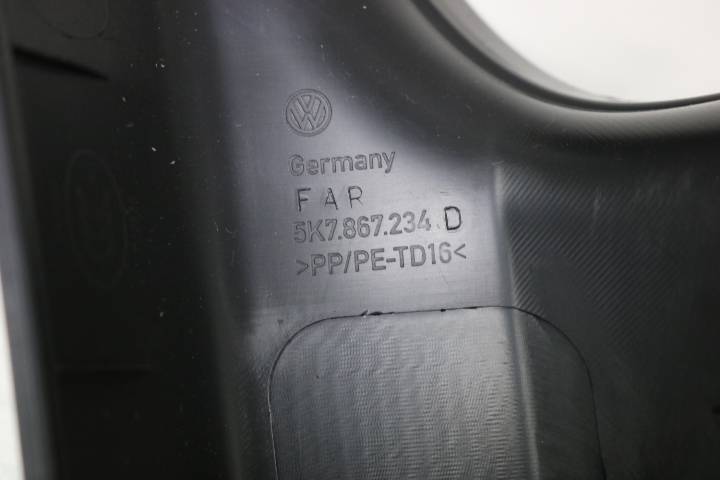 Germany
FAR
5K7.867.234 D
>PP/PE-TD16<